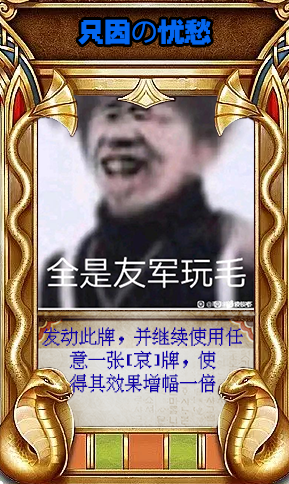 只因の忧愁
全是友军玩毛
发动此牌，并继续使用任
意一张[哀]牌，使
得其效果增幅一倍